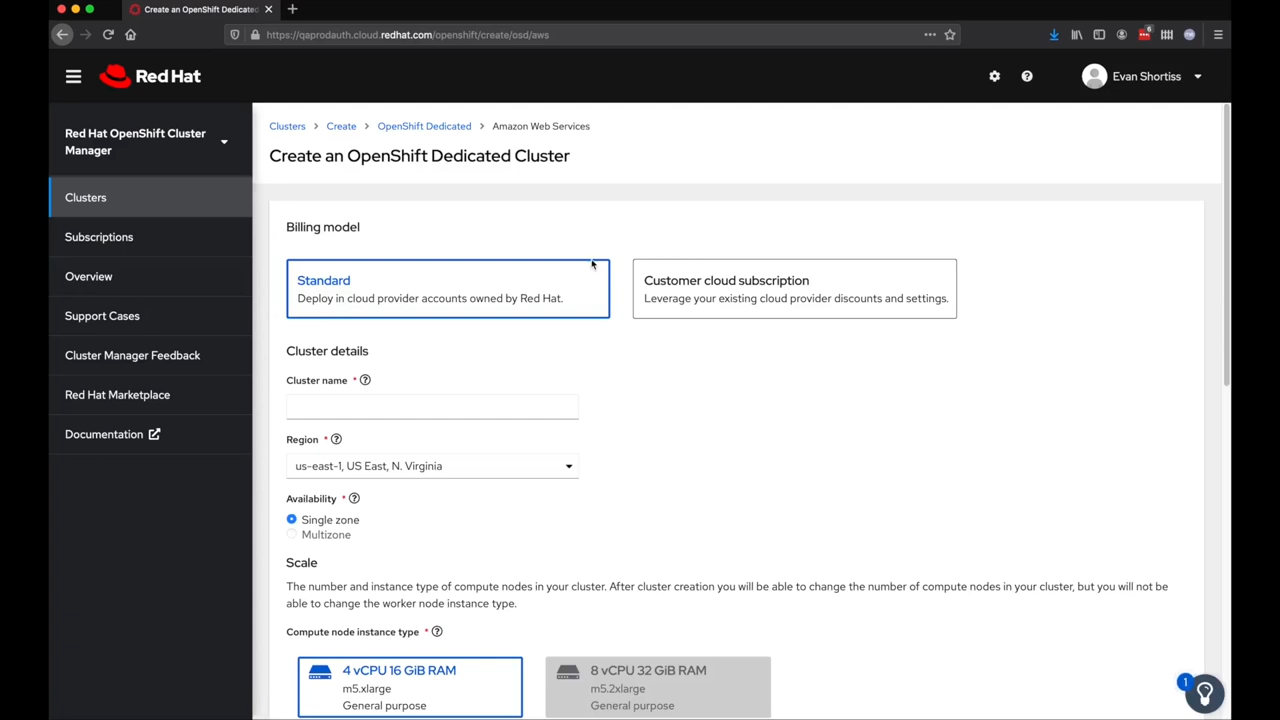 Create an OpenShift Dedicated
https://qaprodauth.cloud.redhat.com/openshift/create/osd/aws
6
Red Hat
Evan Shortiss
Red Hat OpenShift Cluster
Manager
Clusters
Subscriptions
Overview
Support Cases
Cluster Manager Feedback
Red Hat Marketplace
Documentation
Clusters > Create > OpenShift Dedicated > Amazon Web Services
Create an OpenShift Dedicated Cluster
Billing model
Standard
Deploy in cloud provider accounts owned by Red Hat.
Customer cloud subscription
Leverage your existing cloud provider discounts and settings.
Cluster details
Cluster name *
Region *
us-east-1, US East, N. Virginia
Availability *
Single zone
Multizone
Scale
The number and instance type of compute nodes in your cluster. After cluster creation you will be able to change the number of compute nodes in your cluster, but you will not be
able to change the worker node instance type.
Compute node instance type *
4 vCPU 16 GiB RAM
m5.xlarge
General purpose
8 vCPU 32 GiB RAM
m5.2xlarge
General purpose
1